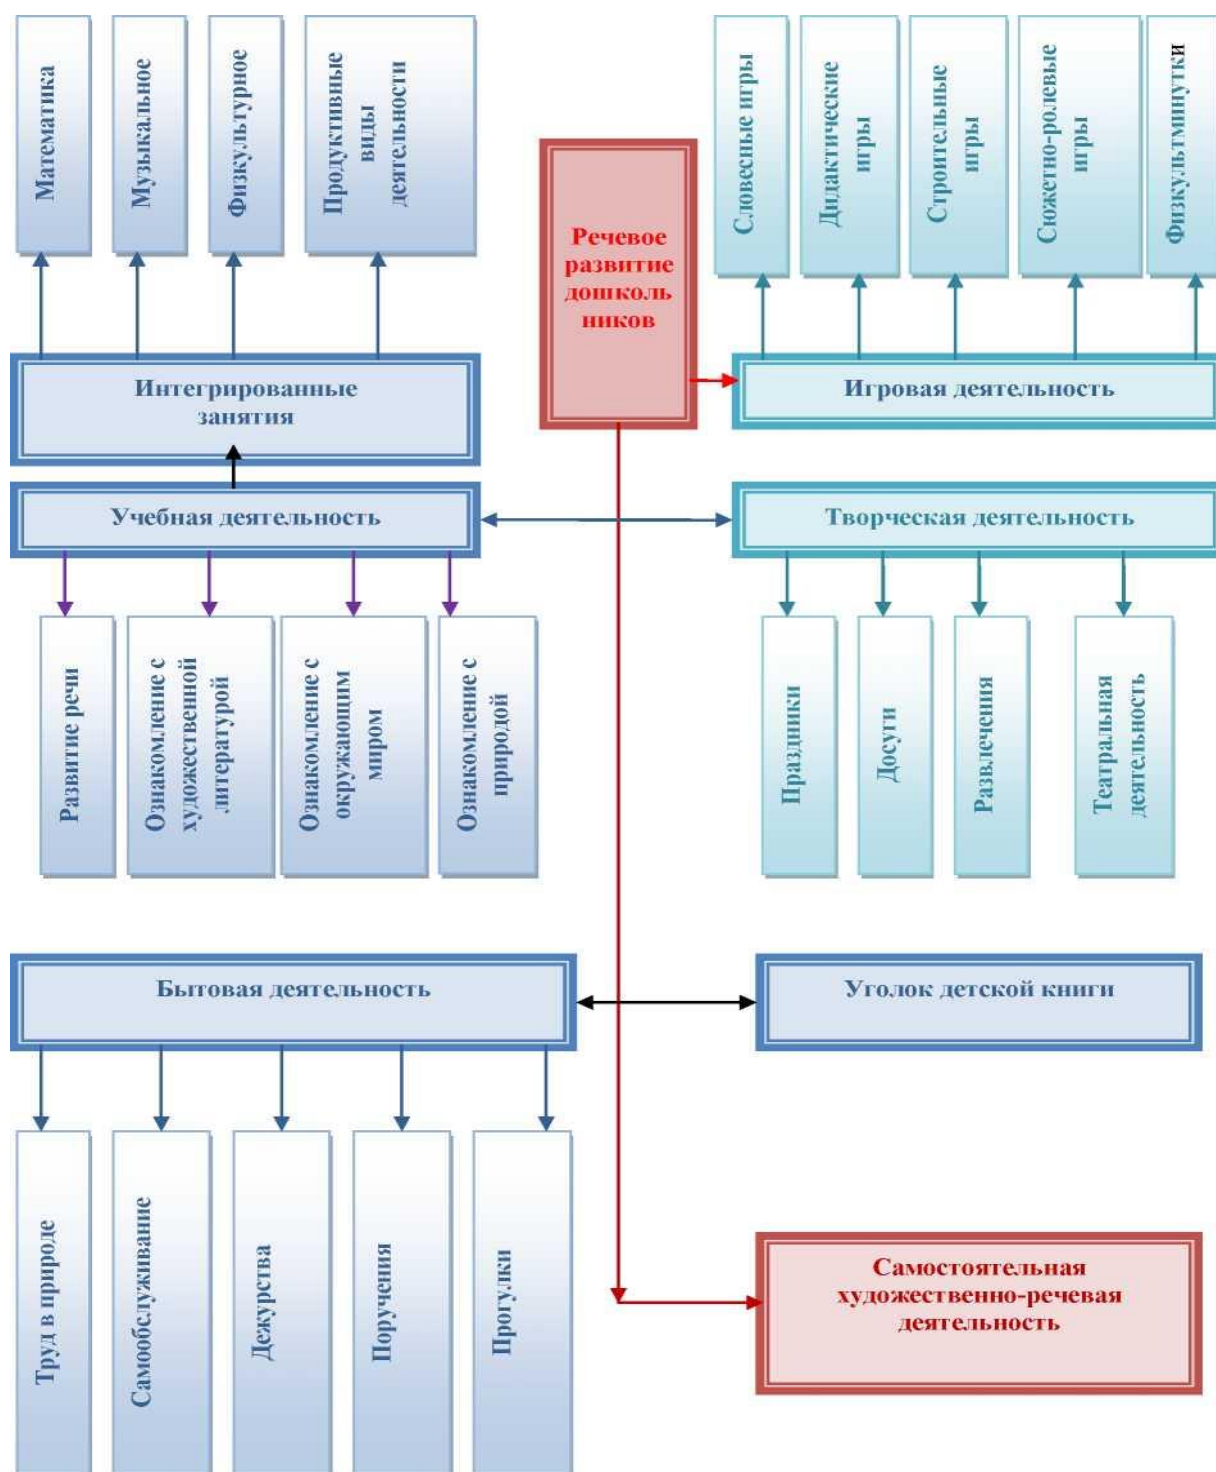 Математика
Музыкальное
Физкультурное
Продуктивные
виды
деятельности
Речевое
развитие
дошколь
ников
Словесные игры
Дидактические
игры
Строительные
игры
Сюжетно-ролевые
игры
Физкультминутки
Интегрированные
занятия
Игровая деятельность
Учебная деятельность
Творческая деятельность
Развитие речи
Ознакомление с
художественной
литературой
Ознакомление с
окружающим
миром
Ознакомление с
природой
Праздники
Досуги
Развлечения
Театральная
деятельность
Бытовая деятельность
Уголок детской книги
Труд в природе
Самообслуживание
Дежурства
Поручения
Прогулки
Самостоятельная
художественно-речевая
деятельность